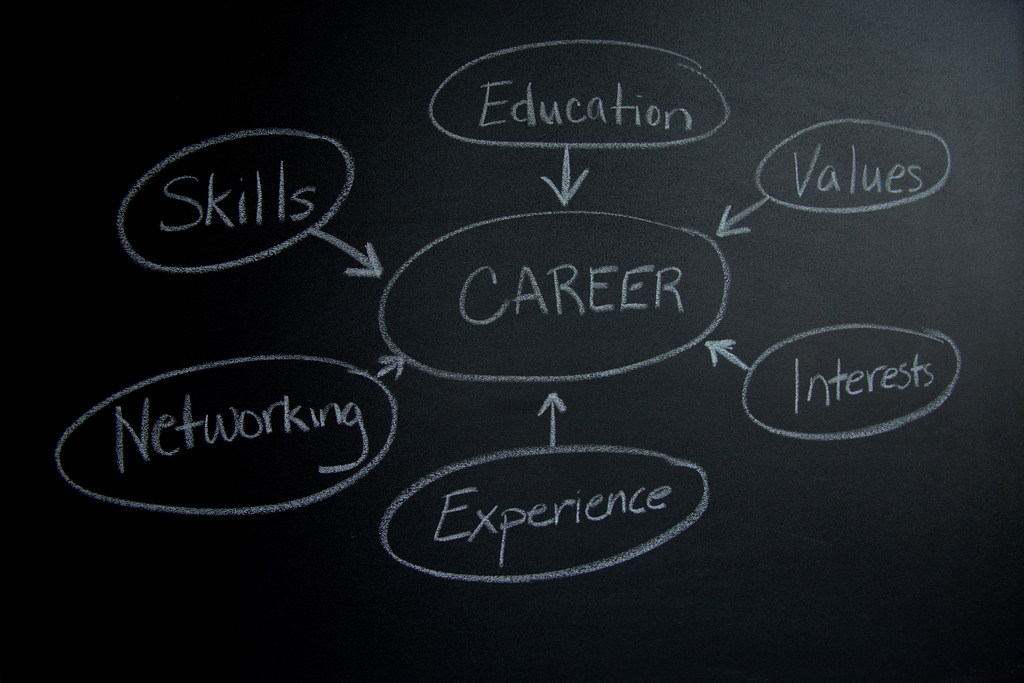 Education
Values
Skills
CAREER
Interests
Networking
Experience